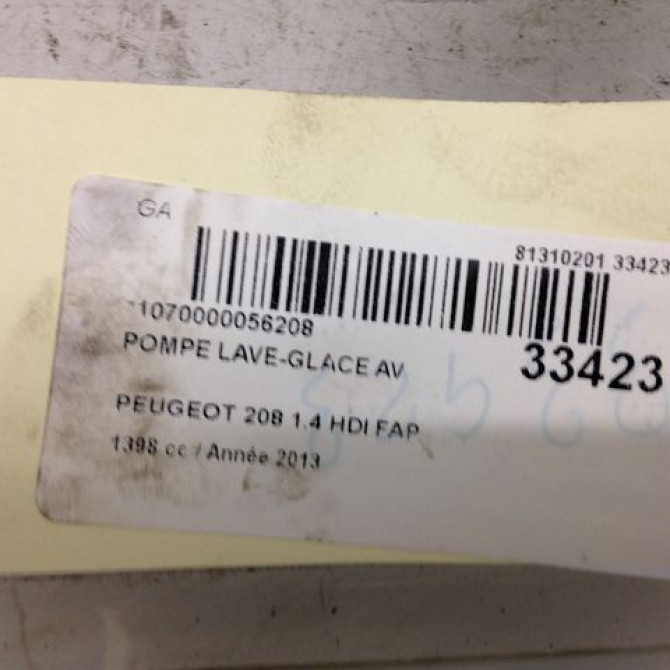 GA
81310201 33423
1070000056208
33423
POMPE LAVE-GLACE AV
PEUGEOT 208 1.4 HDI FAP
1398 cc / Année 2013